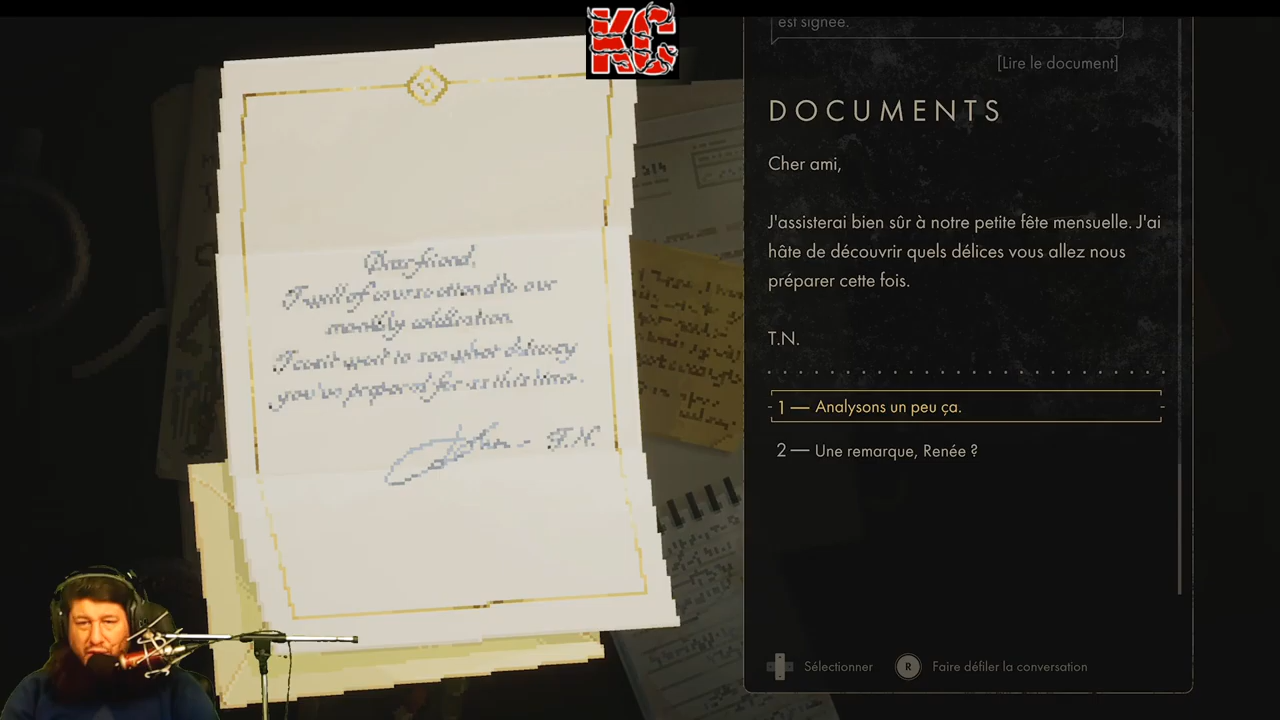 KC
est signée.
[Lire le document]
DOCUMENTS
Cher ami,
J'assisterai bien sûr à notre petite fête mensuelle. J'ai
hâte de découvrir quels délices vous allez nous
préparer cette fois.
T.N.
1 — Analysons un peu ça.
2 — Une remarque, Renée ?
Sélectionner
R Faire défiler la conversation
Dear friend,
I will of course attend to our
monthly celebration.
I can't wait to see what delicacy
you've prepared for us this time.
T.N.